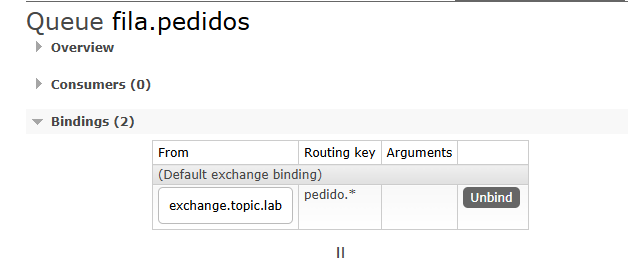 Queue fila.pedidos
Overview
Consumers (0)
Bindings (2)
From Routing key Arguments
(Default exchange binding)
exchange.topic.lab pedido.* Unbind